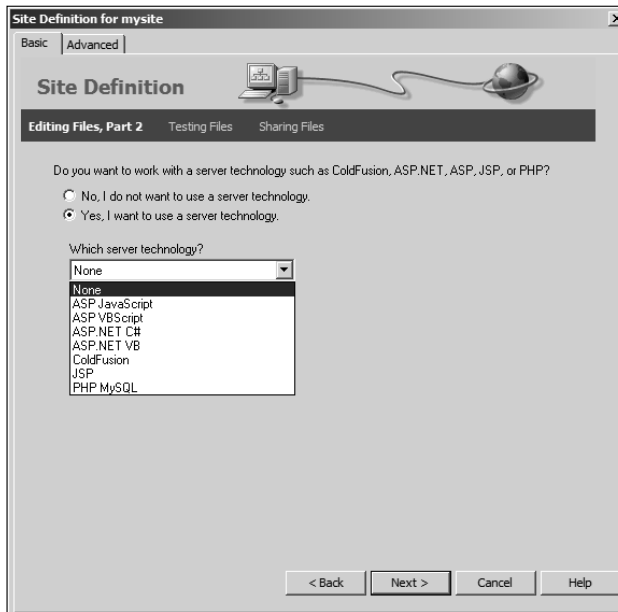 Site Definition for mysite
Basic Advanced
Site Definition
Editing Files, Part 2 Testing Files Sharing Files
Do you want to work with a server technology such as ColdFusion, ASP.NET, ASP, JSP, or PHP?
No, I do not want to use a server technology.
Yes, I want to use a server technology.
Which server technology?
None
None
ASP JavaScript
ASP VBScript
ASP.NET C#
ASP.NET VB
ColdFusion
JSP
PHP MySQL
< Back Next > Cancel Help